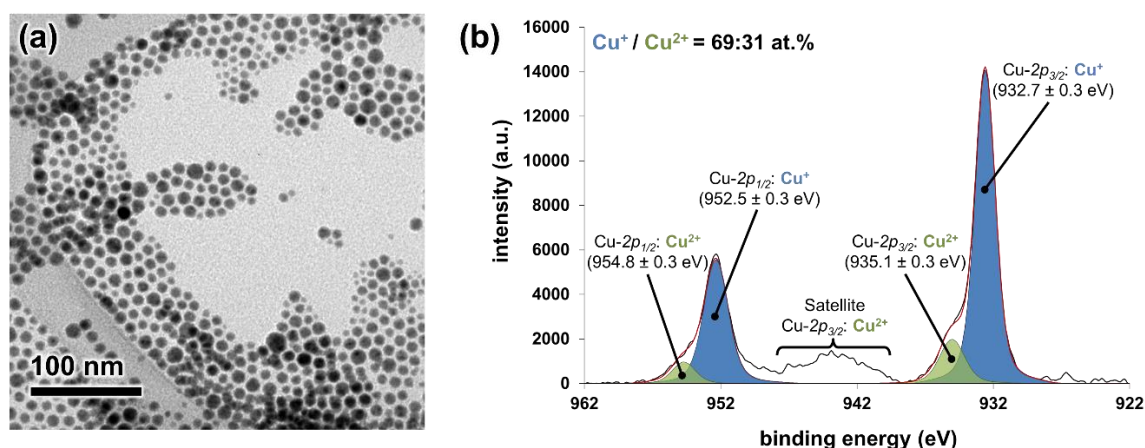 (a)
100 nm
(b)
Cu⁺ / Cu²⁺ = 69:31 at.%
Cu-2p₃/₂: Cu⁺
(932.7 ± 0.3 eV)
Cu-2p₁/₂: Cu⁺
(952.5 ± 0.3 eV)
Cu-2p₁/₂: Cu²⁺
(954.8 ± 0.3 eV)
Cu-2p₃/₂: Cu²⁺
(935.1 ± 0.3 eV)
Satellite
Cu-2p₃/₂: Cu²⁺
intensity (a.u.)
16000
14000
12000
10000
8000
6000
4000
2000
0
962
952
942
932
922
binding energy (eV)